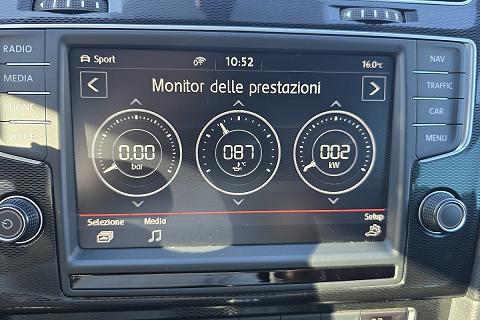 RADIO
MEDIA
PHONE
VOICE
Sport
10:52
16.0°C
Monitor delle prestazioni
0.00
bar
087
°C
002
kW
Selezione
Media
Setup
NAV
TRAFFIC
CAR
MENU